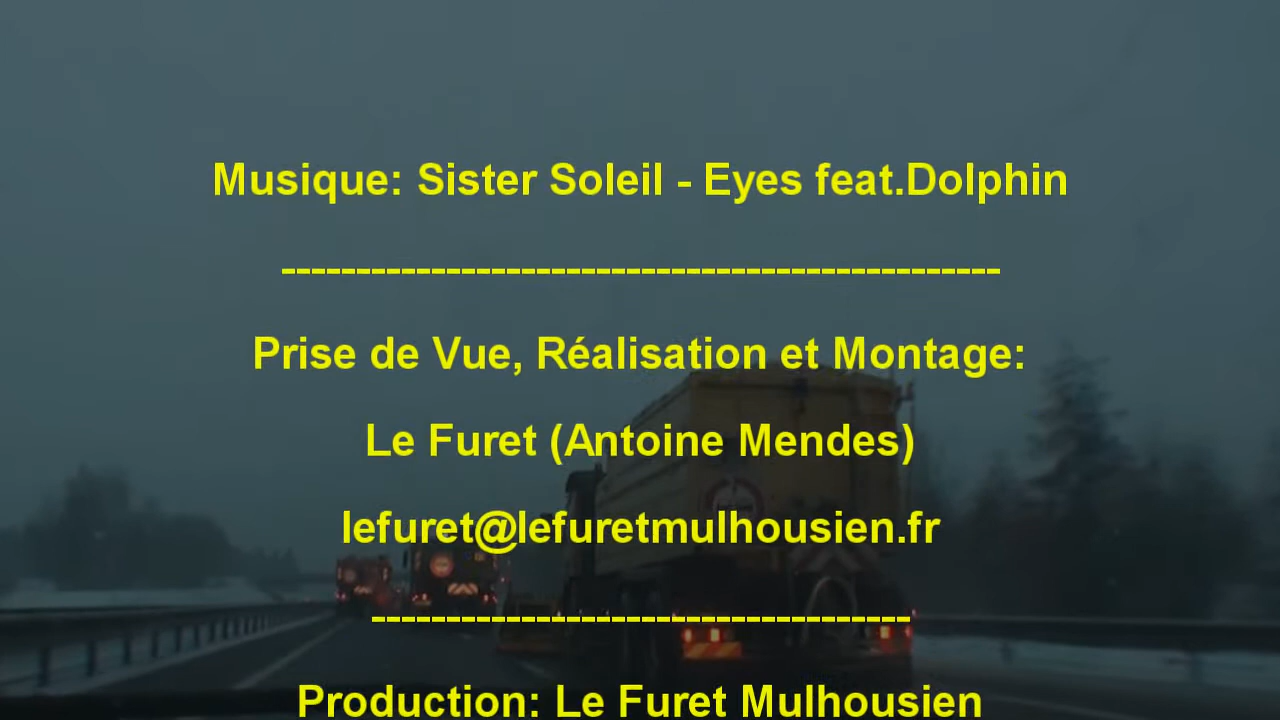 Musique: Sister Soleil - Eyes feat.Dolphin
------------------------------------------------
Prise de Vue, Réalisation et Montage:
Le Furet (Antoine Mendes)
lefuret@lefuretmulhousien.fr
------------------------------------
Production: Le Furet Mulhousien